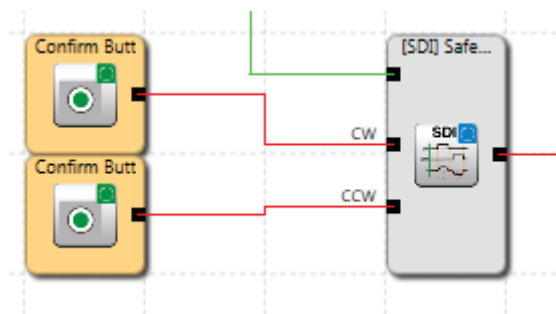 Confirm Butt
[SDI] Safe...
CW
SDI
Confirm Butt
CCW